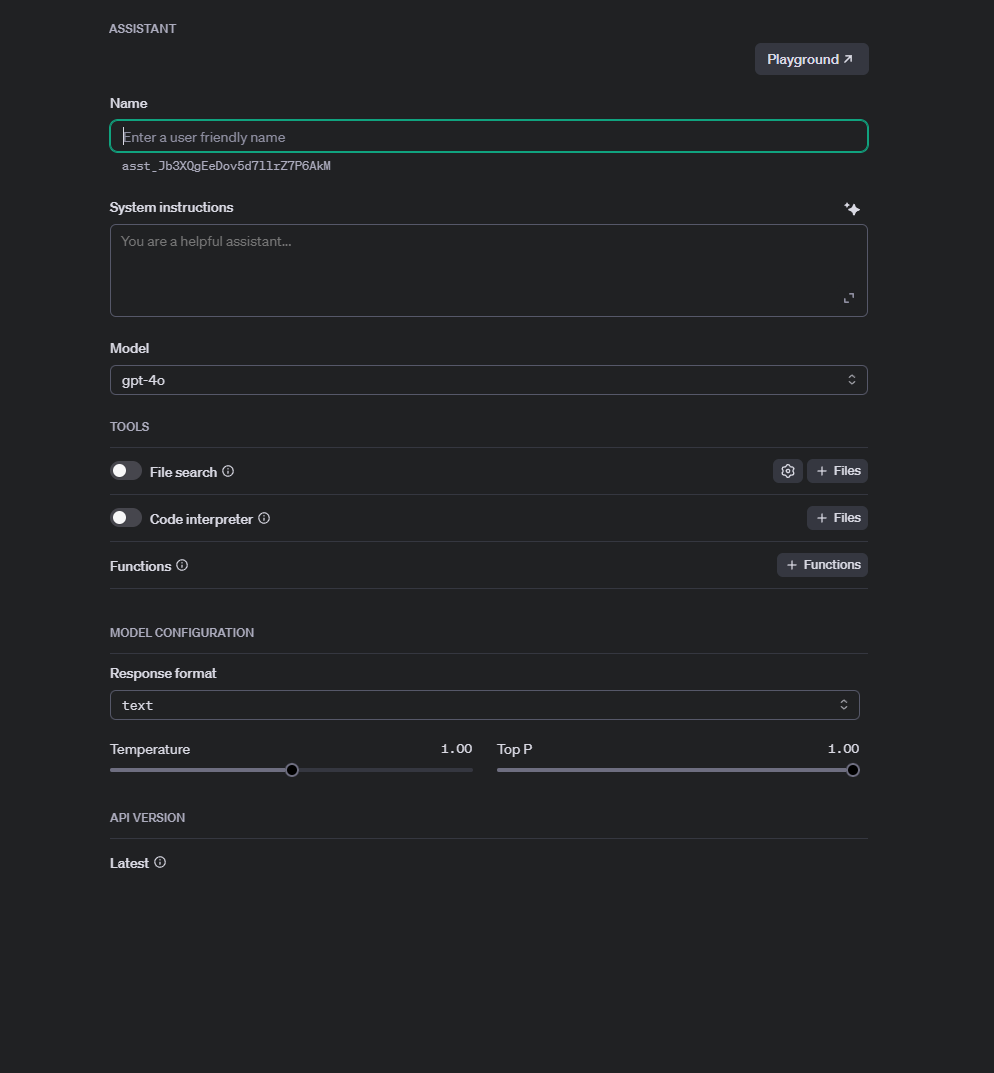 ASSISTANT
Playground
Name
Enter a user friendly name
asst_Jb3XQgEeDov5d7llrZ7P6AkM
System instructions
You are a helpful assistant...
Model
gpt-4o
TOOLS
File search
+ Files
Code interpreter
+ Files
Functions
+ Functions
MODEL CONFIGURATION
Response format
text
Temperature 1.00 Top P 1.00
API VERSION
Latest